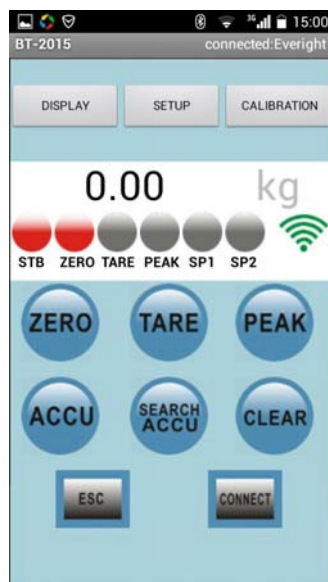 3G 15:00
BT-2015 connected:Everight
DISPLAY SETUP CALIBRATION
0.00 kg
STB ZERO TARE PEAK SP1 SP2
ZERO TARE PEAK
ACCU SEARCH ACCU CLEAR
ESC CONNECT